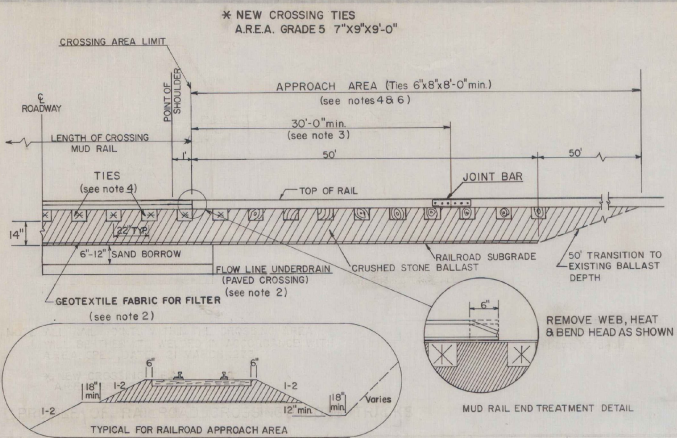 * NEW CROSSING TIES
A.R.E.A. GRADE 5 7"X9"X9'-0"
CROSSING AREA LIMIT
℄
ROADWAY
POINT OF
SHOULDER
APPROACH AREA (Ties 6"x8"x8'-0"min.)
(see notes 4 & 6)
30'-0"min.
(see note 3)
LENGTH OF CROSSING
MUD RAIL
1'
50'
50'
TIES
(see note 4)
TOP OF RAIL
JOINT BAR
14"
22"TYP.
6"-12" SAND BORROW
FLOW LINE UNDERDRAIN
(PAVED CROSSING)
(see note 2)
CRUSHED STONE
BALLAST
RAILROAD SUBGRADE
50' TRANSITION TO
EXISTING BALLAST
DEPTH
GEOTEXTILE FABRIC FOR FILTER
(see note 2)
6"
REMOVE WEB, HEAT
& BEND HEAD AS SHOWN
MUD RAIL END TREATMENT DETAIL
6"
6"
18"
min.
1-2
1-2
1-2
12"min.
18"
min.
Varies
TYPICAL FOR RAILROAD APPROACH AREA